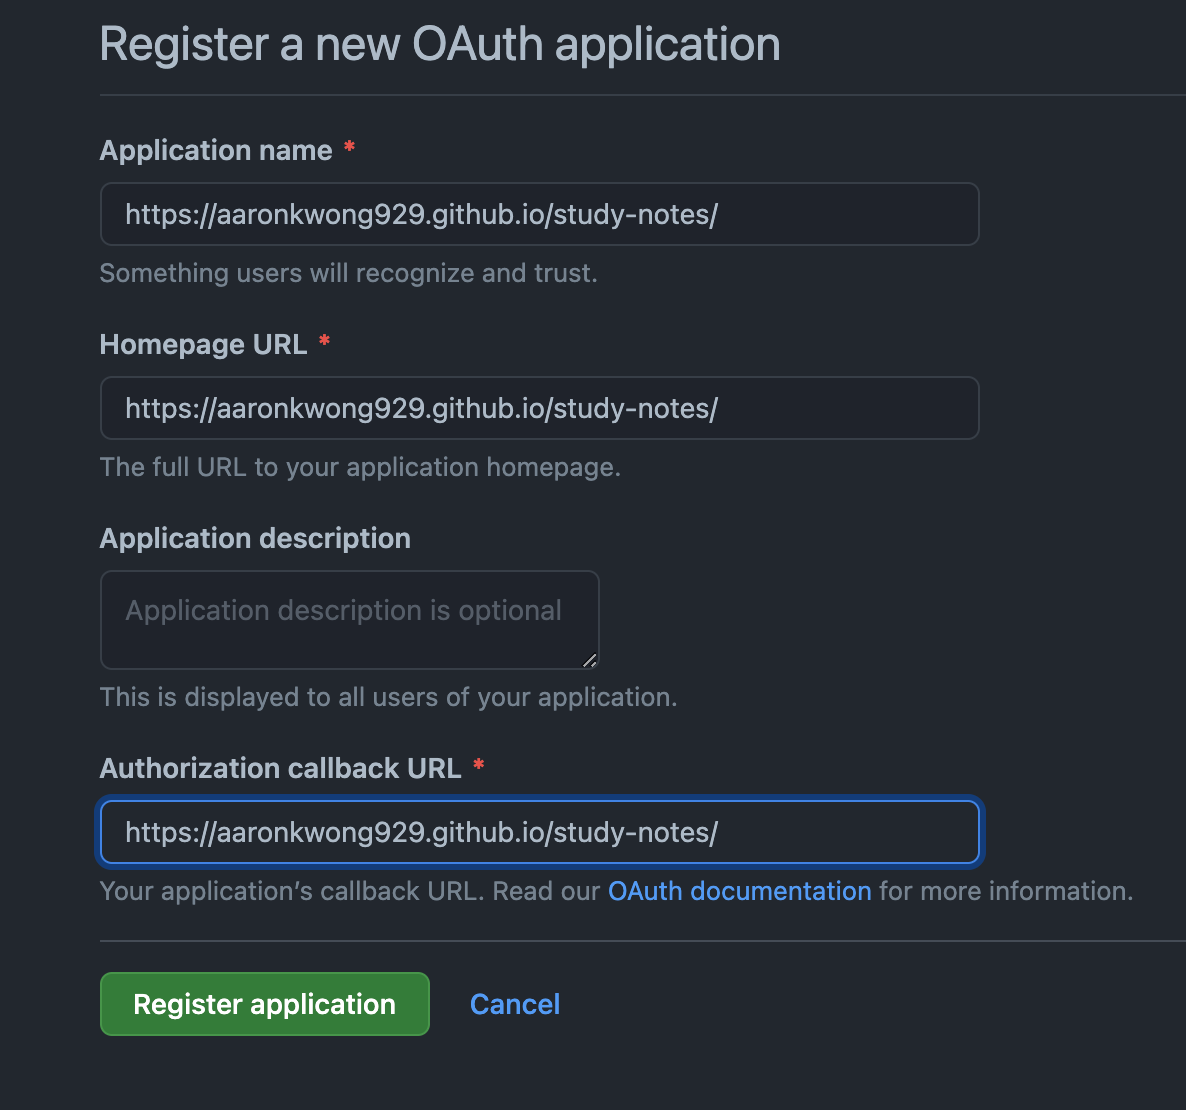 Register a new OAuth application
Application name *
https://aaronkwong929.github.io/study-notes/
Something users will recognize and trust.
Homepage URL *
https://aaronkwong929.github.io/study-notes/
The full URL to your application homepage.
Application description
Application description is optional
This is displayed to all users of your application.
Authorization callback URL *
https://aaronkwong929.github.io/study-notes/
Your application’s callback URL. Read our OAuth documentation for more information.
Register application Cancel